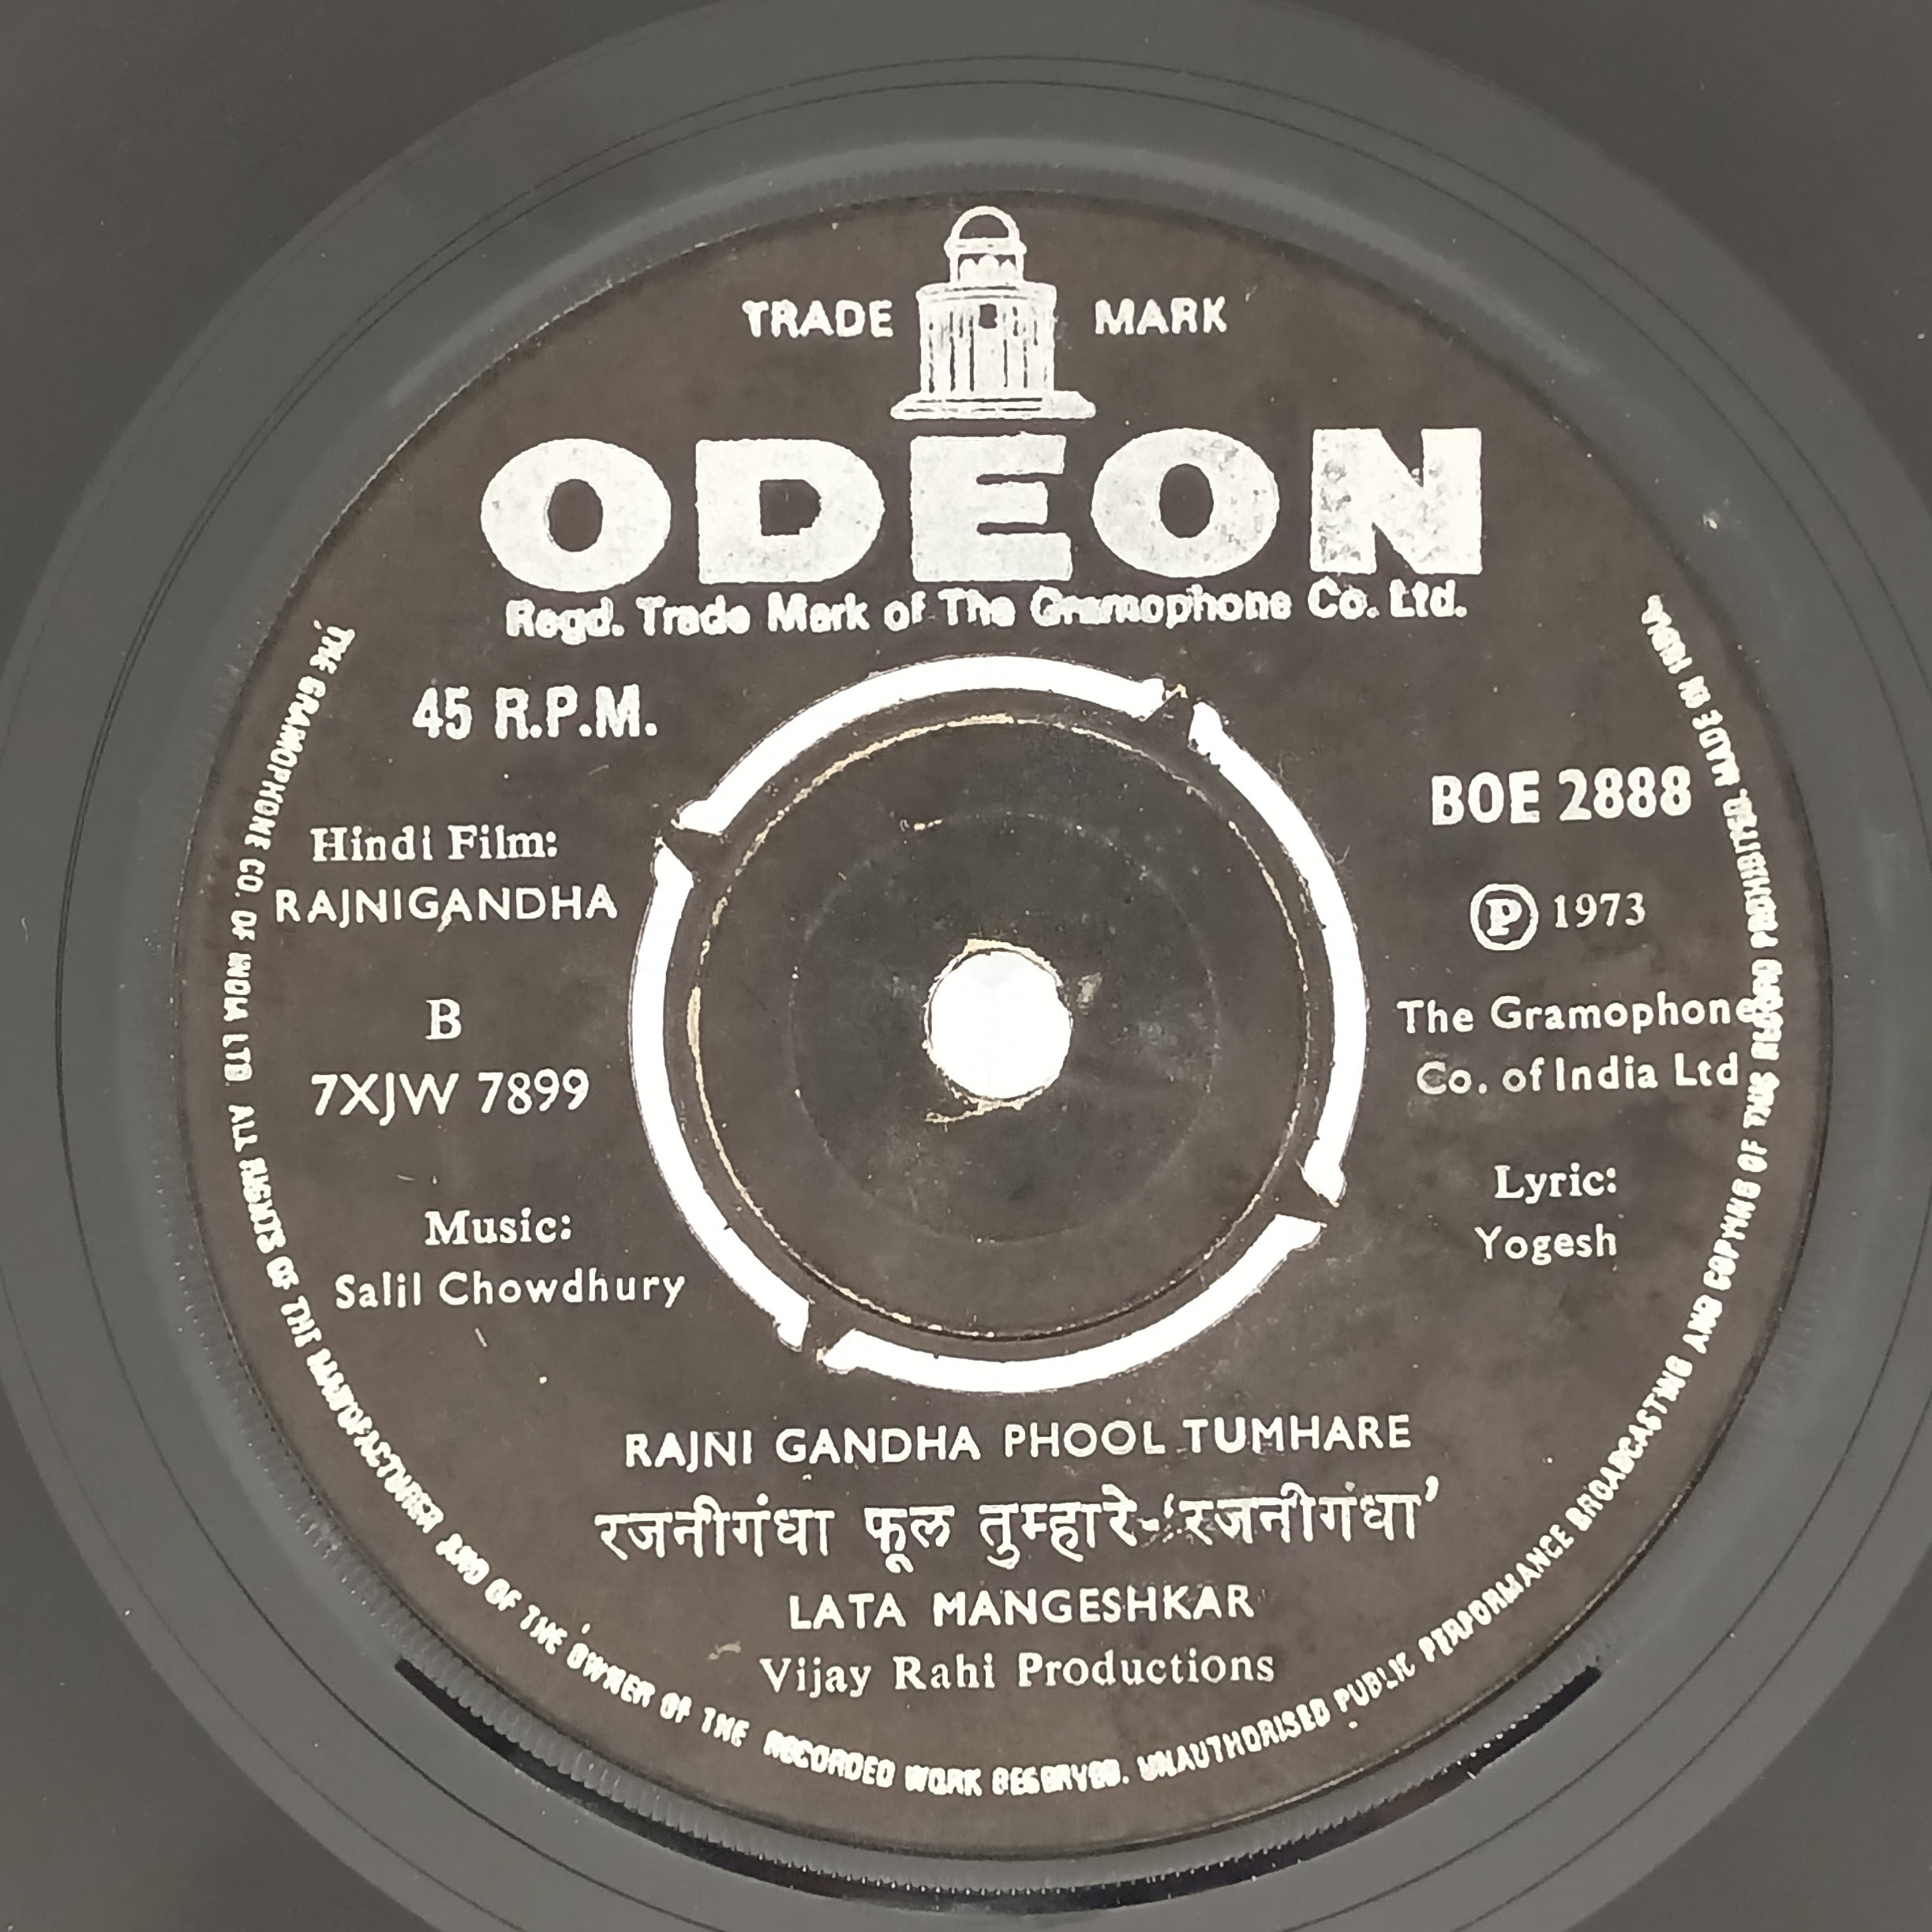 TRADE MARK
ODEON
Regd. Trade Mark of The Gramophone Co. Ltd.
45 R.P.M.
BOE 2888
Hindi Film:
RAJNIGANDHA
Ⓟ 1973
B
7XJW 7899
The Gramophone
Co. of India Ltd
Music:
Salil Chowdhury
Lyric:
Yogesh
RAJNI GANDHA PHOOL TUMHARE
रजनीगंधा फूल तुम्हारे-‘रजनीगंधा’
LATA MANGESHKAR
Vijay Rahi Productions
THE GRAMOPHONE CO. OF INDIA LTD. ALL RIGHTS OF THE MANUFACTURER AND OF THE OWNER OF THE RECORDED WORK RESERVED. UNAUTHORISED PUBLIC PERFORMANCE BROADCASTING AND COPYING OF THIS RECORD PROHIBITED. MADE IN INDIA.